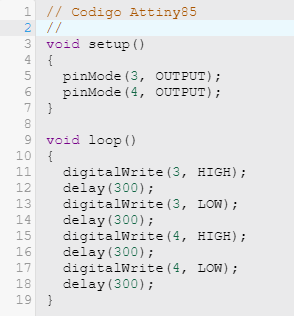 1 // Codigo Attiny85
2 //
3 void setup()
4 {
5   pinMode(3, OUTPUT);
6   pinMode(4, OUTPUT);
7 }
8
9 void loop()
10 {
11   digitalWrite(3, HIGH);
12   delay(300);
13   digitalWrite(3, LOW);
14   delay(300);
15   digitalWrite(4, HIGH);
16   delay(300);
17   digitalWrite(4, LOW);
18   delay(300);
19 }